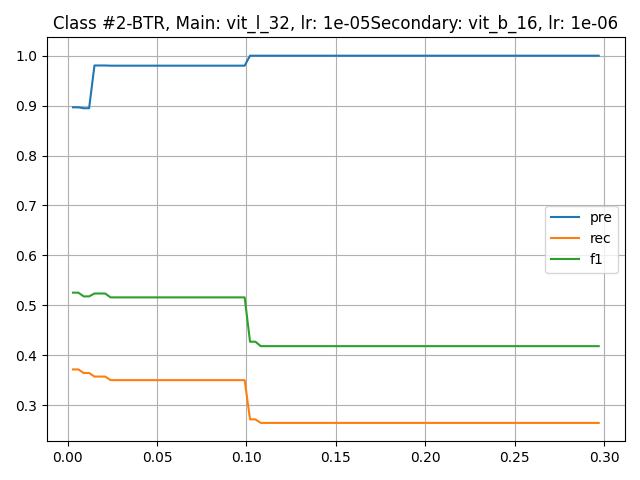 Class #2-BTR, Main: vit_l_32, lr: 1e-05Secondary: vit_b_16, lr: 1e-06
1.0
0.9
0.8
0.7
0.6
0.5
0.4
0.3
pre
rec
f1
0.00 0.05 0.10 0.15 0.20 0.25 0.30